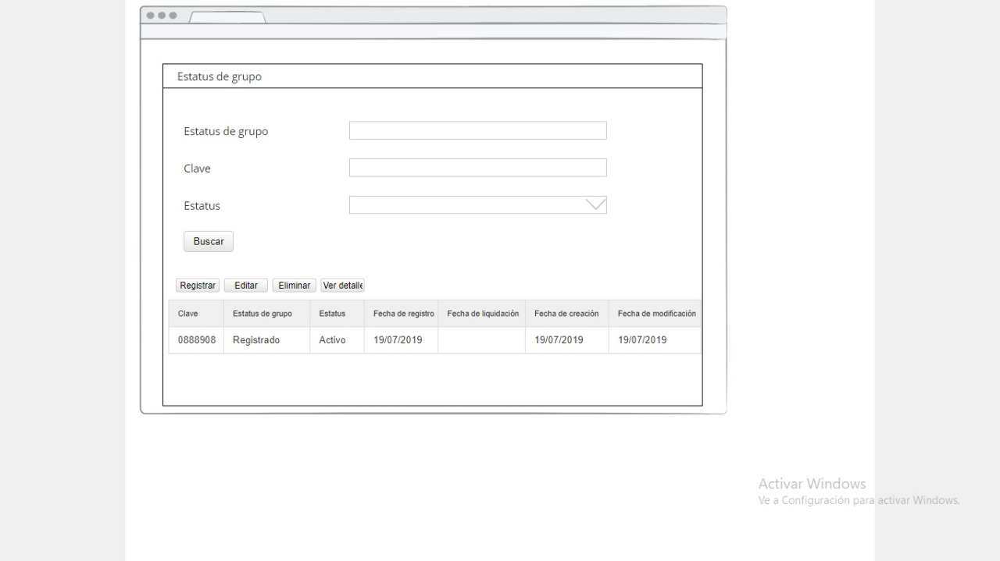 Estatus de grupo
Estatus de grupo
Clave
Estatus
Buscar
Registrar Editar Eliminar Ver detalle
Clave Estatus de grupo Estatus Fecha de registro Fecha de liquidación Fecha de creación Fecha de modificación
0888908 Registrado Activo 19/07/2019 19/07/2019 19/07/2019
Activar Windows
Ve a Configuración para activar Windows.